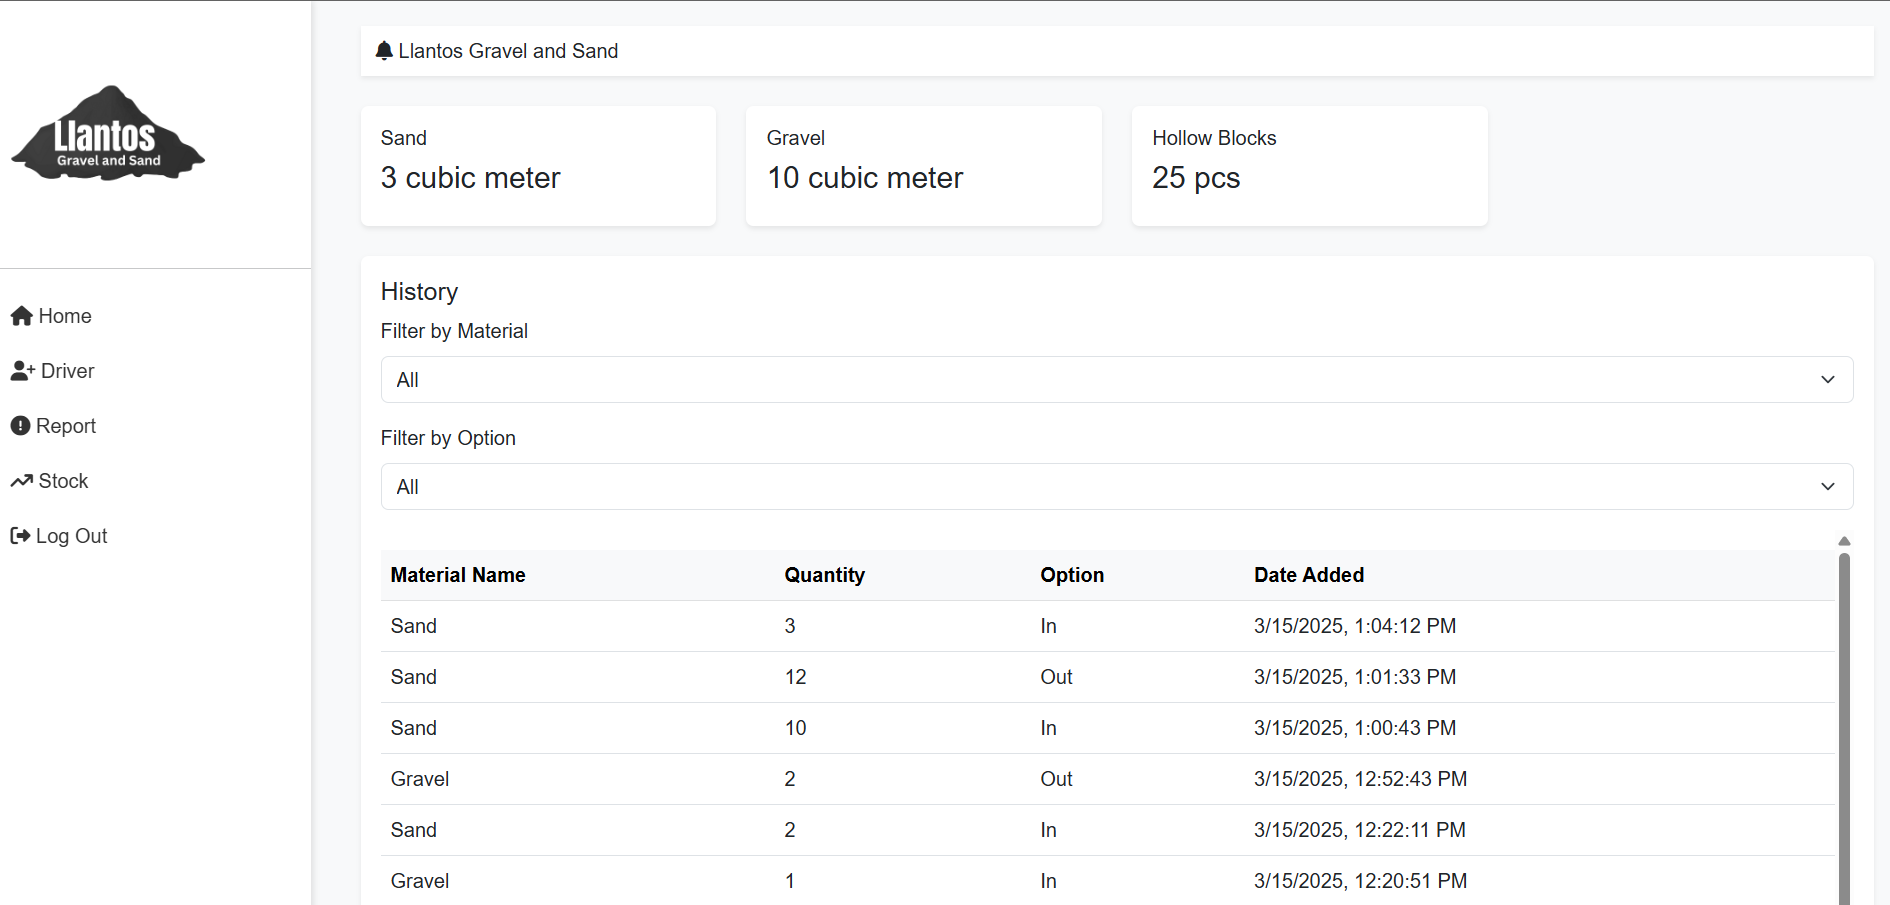 Llantos
Gravel and Sand
Home
Driver
Report
Stock
Log Out
Llantos Gravel and Sand
Sand
3 cubic meter
Gravel
10 cubic meter
Hollow Blocks
25 pcs
History
Filter by Material
All
Filter by Option
All
Material Name Quantity Option Date Added
Sand 3 In 3/15/2025, 1:04:12 PM
Sand 12 Out 3/15/2025, 1:01:33 PM
Sand 10 In 3/15/2025, 1:00:43 PM
Gravel 2 Out 3/15/2025, 12:52:43 PM
Sand 2 In 3/15/2025, 12:22:11 PM
Gravel 1 In 3/15/2025, 12:20:51 PM